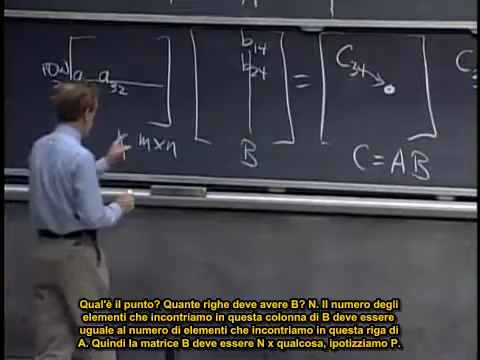 row
a a32
b14
b24
=
C34
C
A m×n
B
C=AB
Qual'è il punto? Quante righe deve avere B? N. Il numero degli
elementi che incontriamo in questa colonna di B deve essere
uguale al numero di elementi che incontriamo in questa riga di
A. Quindi la matrice B deve essere N x qualcosa, ipotizziamo P.